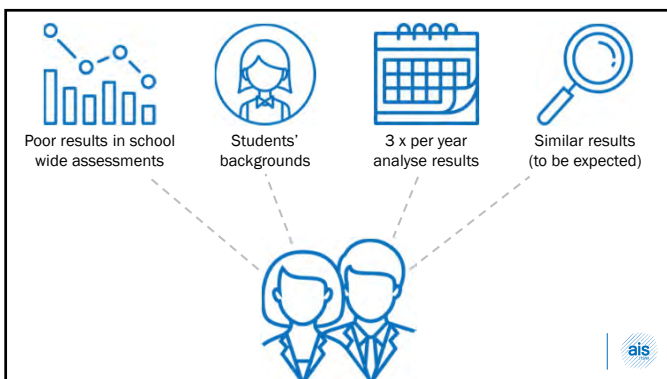 Poor results in school
wide assessments
Students'
backgrounds
3 x per year
analyse results
Similar results
(to be expected)
ais